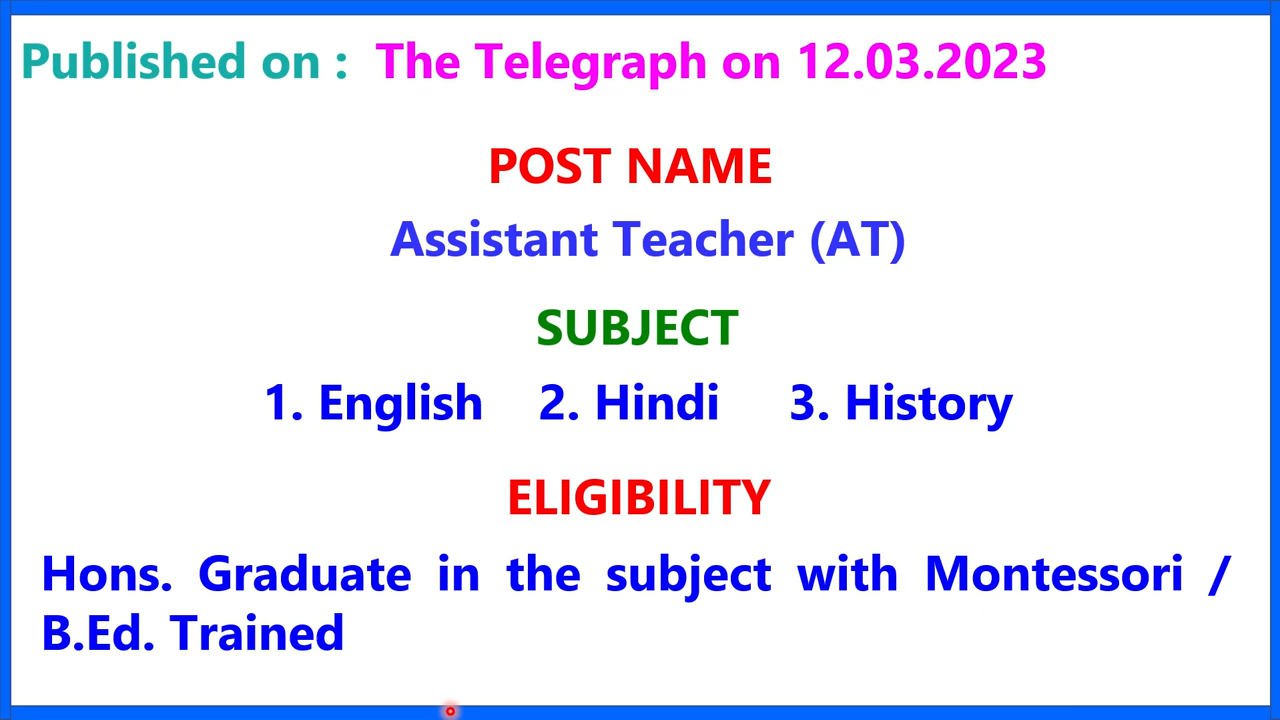 Published on : The Telegraph on 12.03.2023
POST NAME
Assistant Teacher (AT)
SUBJECT
1. English 2. Hindi 3. History
ELIGIBILITY
Hons. Graduate in the subject with Montessori /
B.Ed. Trained